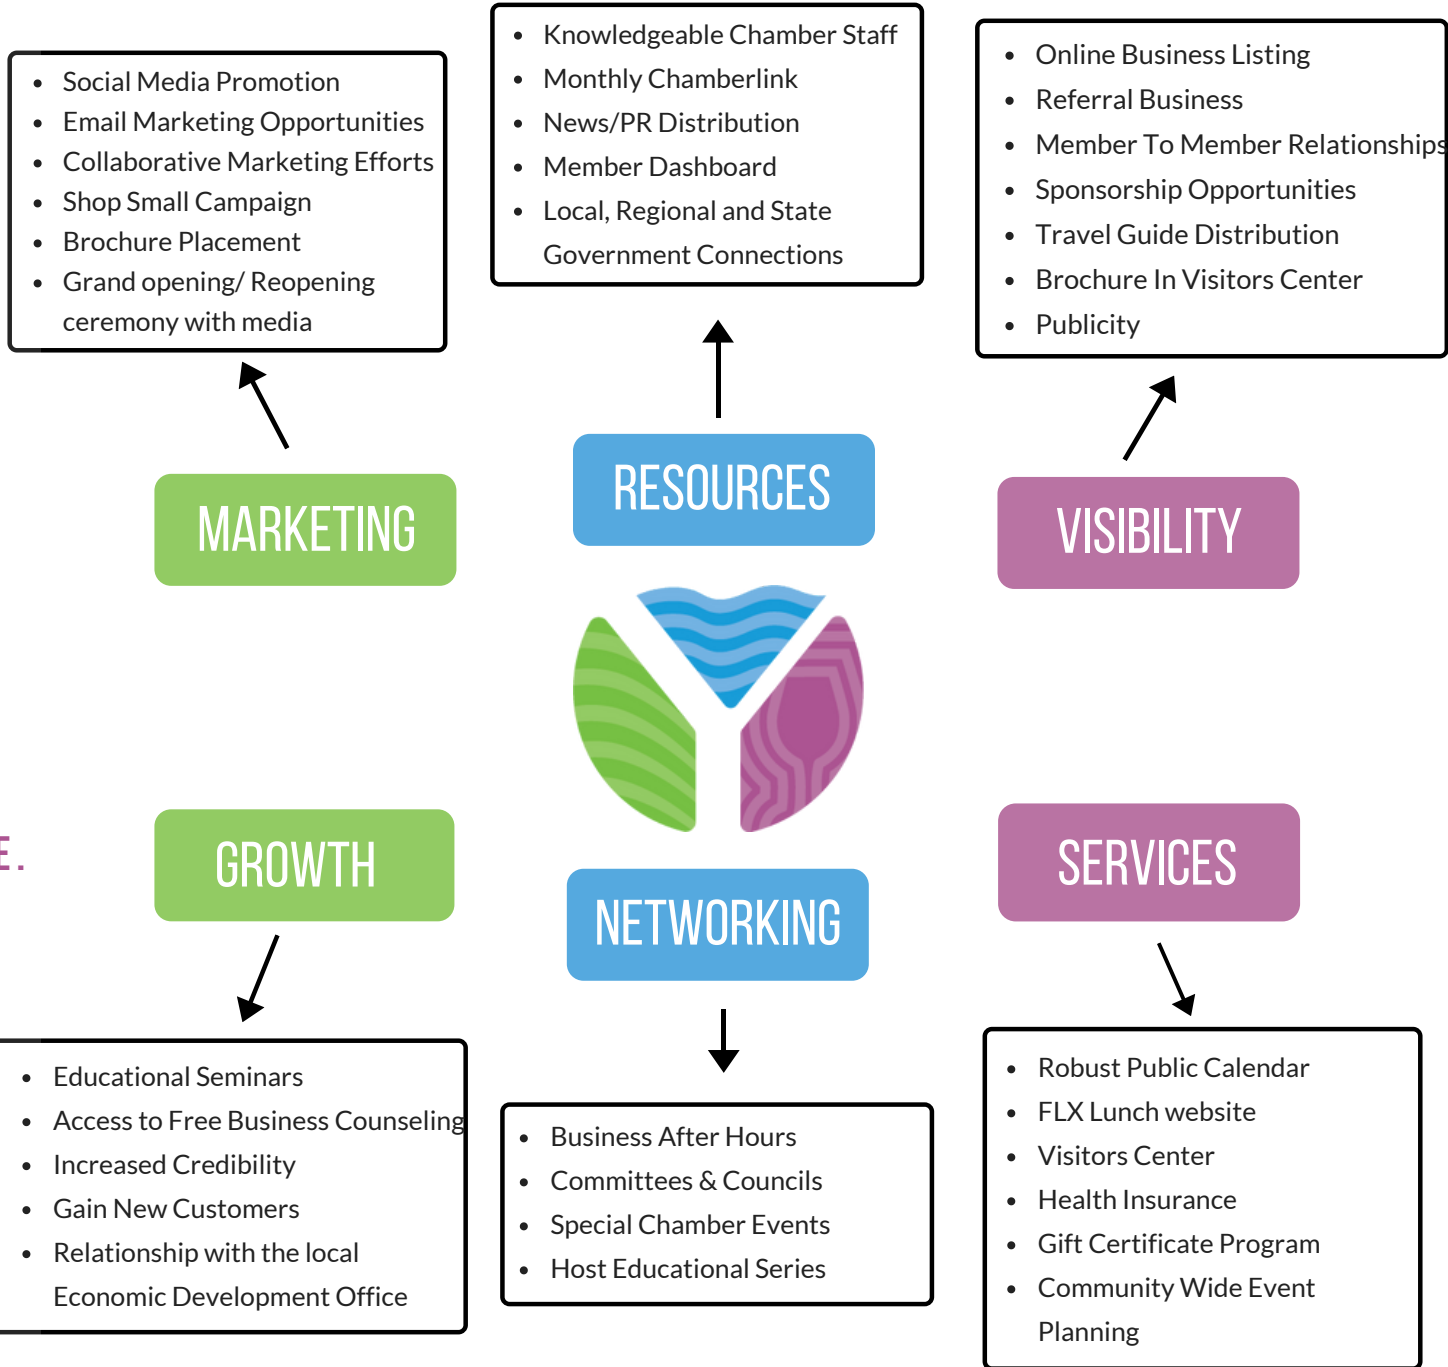 • Social Media Promotion
• Email Marketing Opportunities
• Collaborative Marketing Efforts
• Shop Small Campaign
• Brochure Placement
• Grand opening/ Reopening
ceremony with media
• Knowledgeable Chamber Staff
• Monthly Chamberlink
• News/PR Distribution
• Member Dashboard
• Local, Regional and State
Government Connections
• Online Business Listing
• Referral Business
• Member To Member Relationships
• Sponsorship Opportunities
• Travel Guide Distribution
• Brochure In Visitors Center
• Publicity
MARKETING
RESOURCES
VISIBILITY
E.
GROWTH
NETWORKING
SERVICES
• Educational Seminars
• Access to Free Business Counseling
• Increased Credibility
• Gain New Customers
• Relationship with the local
Economic Development Office
• Business After Hours
• Committees & Councils
• Special Chamber Events
• Host Educational Series
• Robust Public Calendar
• FLX Lunch website
• Visitors Center
• Health Insurance
• Gift Certificate Program
• Community Wide Event
Planning